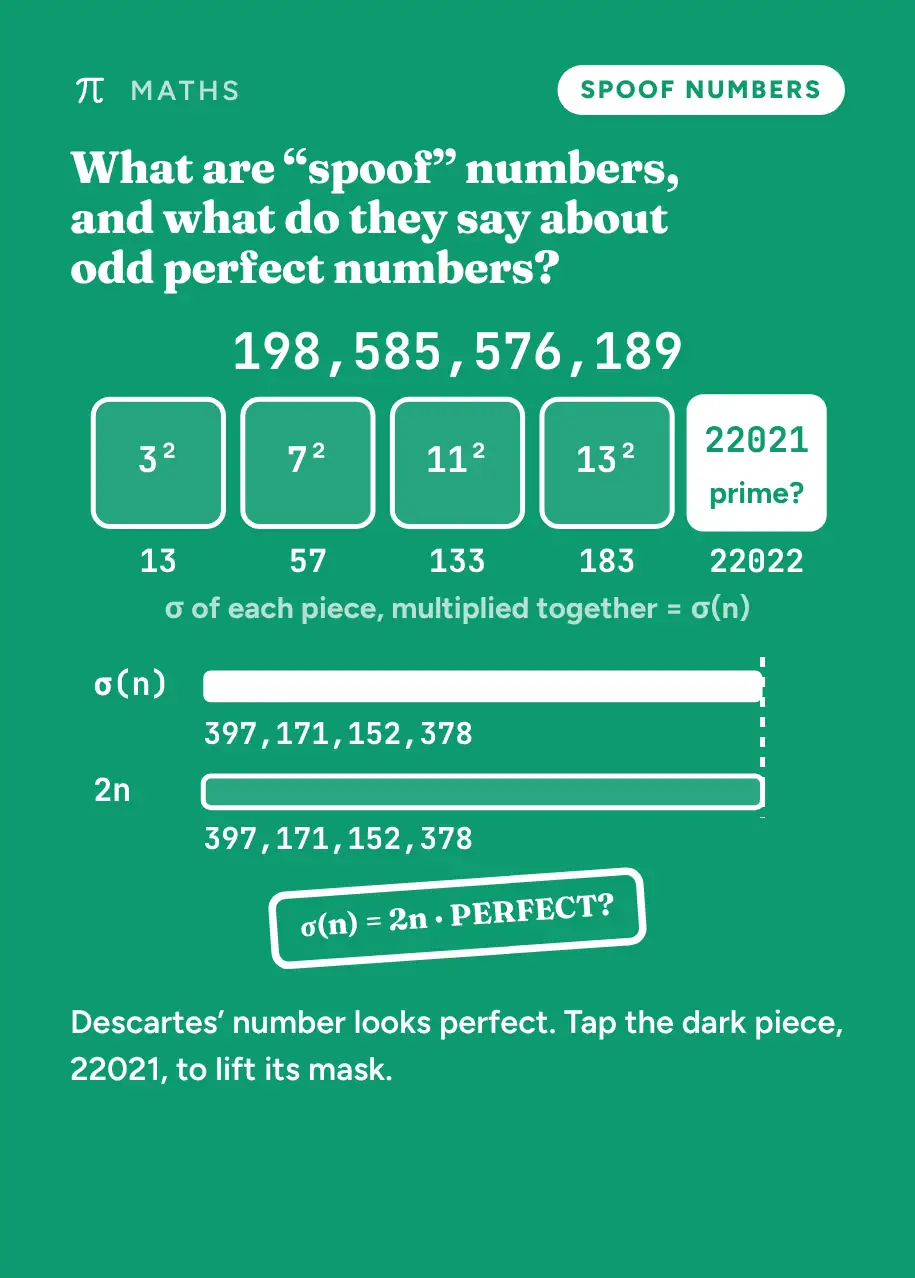 π MATHS
SPOOF NUMBERS
What are “spoof” numbers,
and what do they say about
odd perfect numbers?
198,585,576,189
3² 7² 11² 13² 22021
prime?
13 57 133 183 22022
σ of each piece, multiplied together = σ(n)
σ(n)
397,171,152,378
2n
397,171,152,378
σ(n) = 2n · PERFECT?
Descartes’ number looks perfect. Tap the dark piece,
22021, to lift its mask.